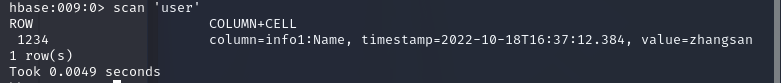 hbase:009:0> scan 'user'
ROW COLUMN+CELL
1234 column=info1:Name, timestamp=2022-10-18T16:37:12.384, value=zhangsan
1 row(s)
Took 0.0049 seconds